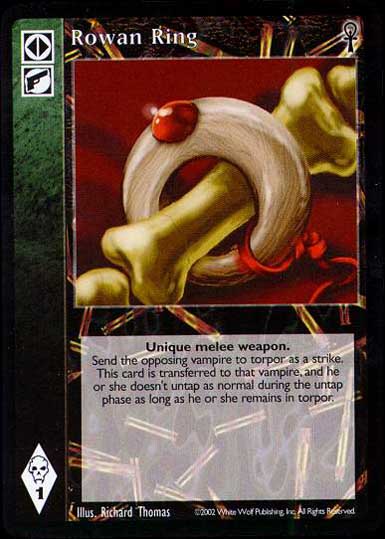 Rowan Ring
Unique melee weapon.
Send the opposing vampire to torpor as a strike.
This card is transferred to that vampire, and he
or she doesn't untap as normal during the untap
phase as long as he or she remains in torpor.
1
Illus. Richard Thomas
©2002 White Wolf Publishing, Inc. All Rights Reserved.